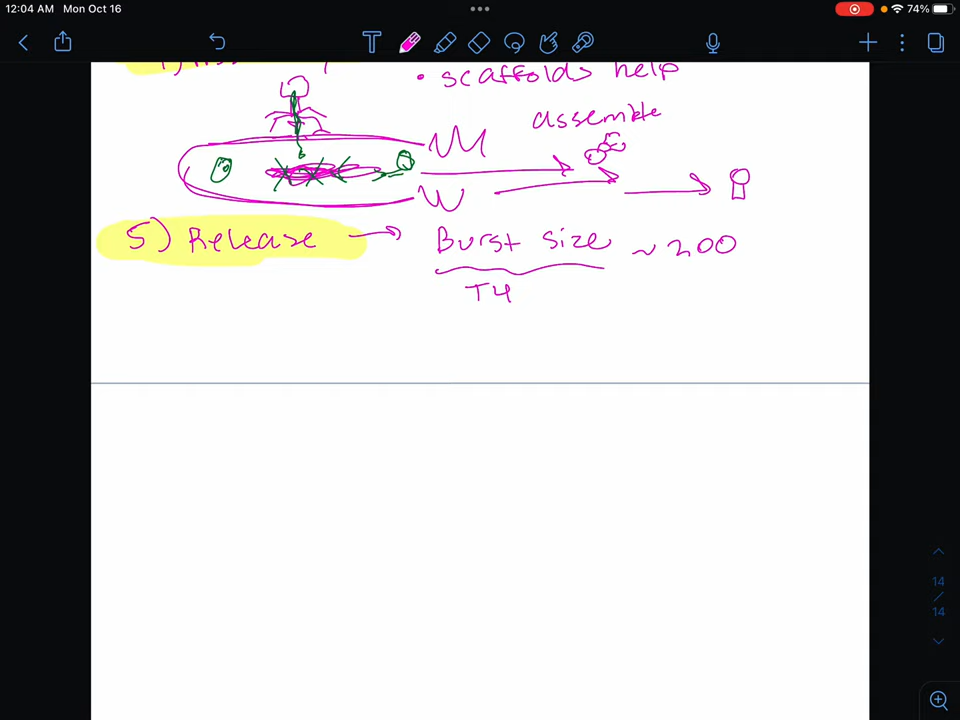 12:04 AM Mon Oct 16
74%
• scaffolds help
assemble
5) Release → Burst size ~ 200
T4
14
/
14